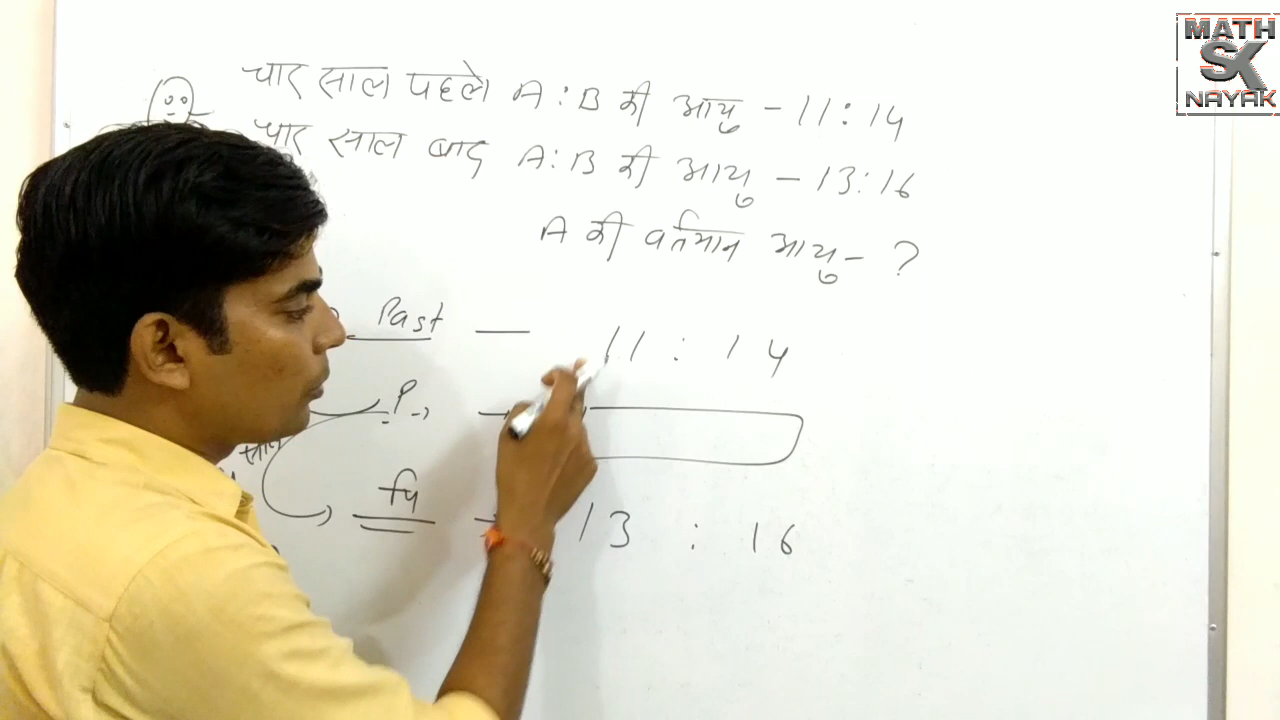 चार साल पहले A : B की आयु - 11 : 14
चार साल बाद A : B की आयु - 13 : 16
A की वर्तमान आयु - ?
Past — 11 : 14
P. →
fu → 13 : 16
साल
MATH
SK
NAYAK